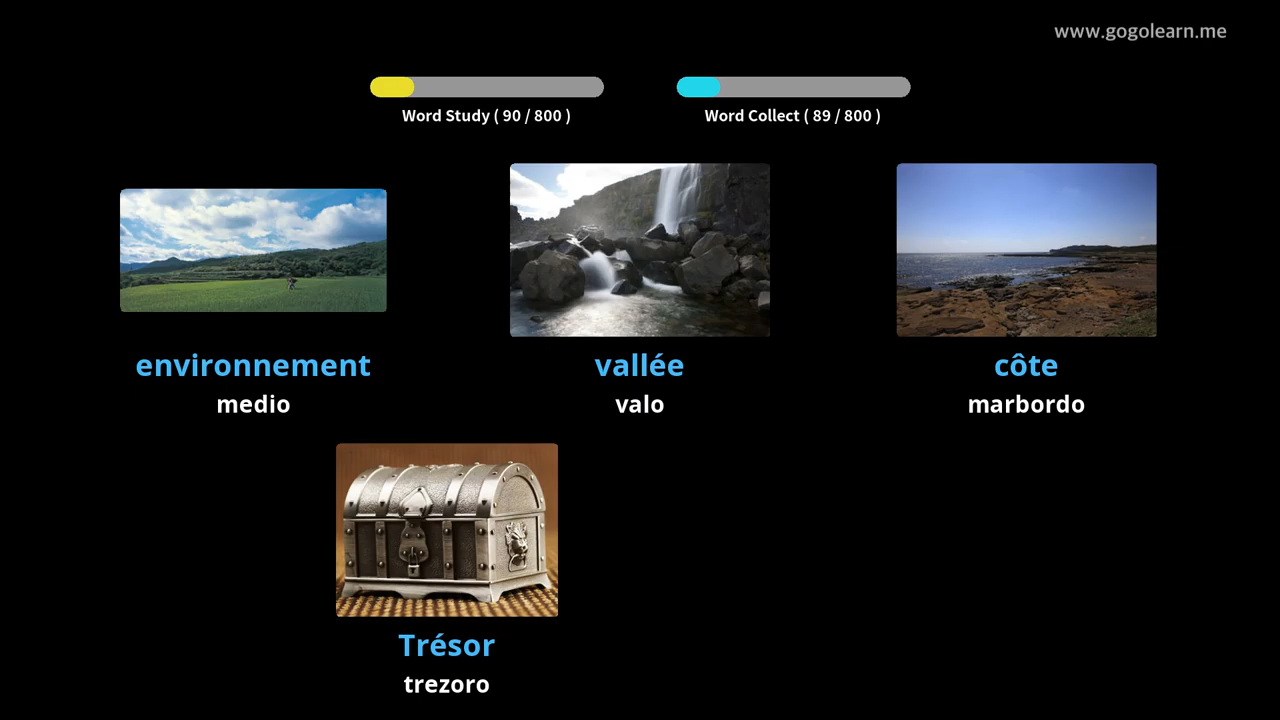 www.gogolearn.me
Word Study ( 90 / 800 )
Word Collect ( 89 / 800 )
environnement
medio
vallée
valo
côte
marbordo
Trésor
trezoro